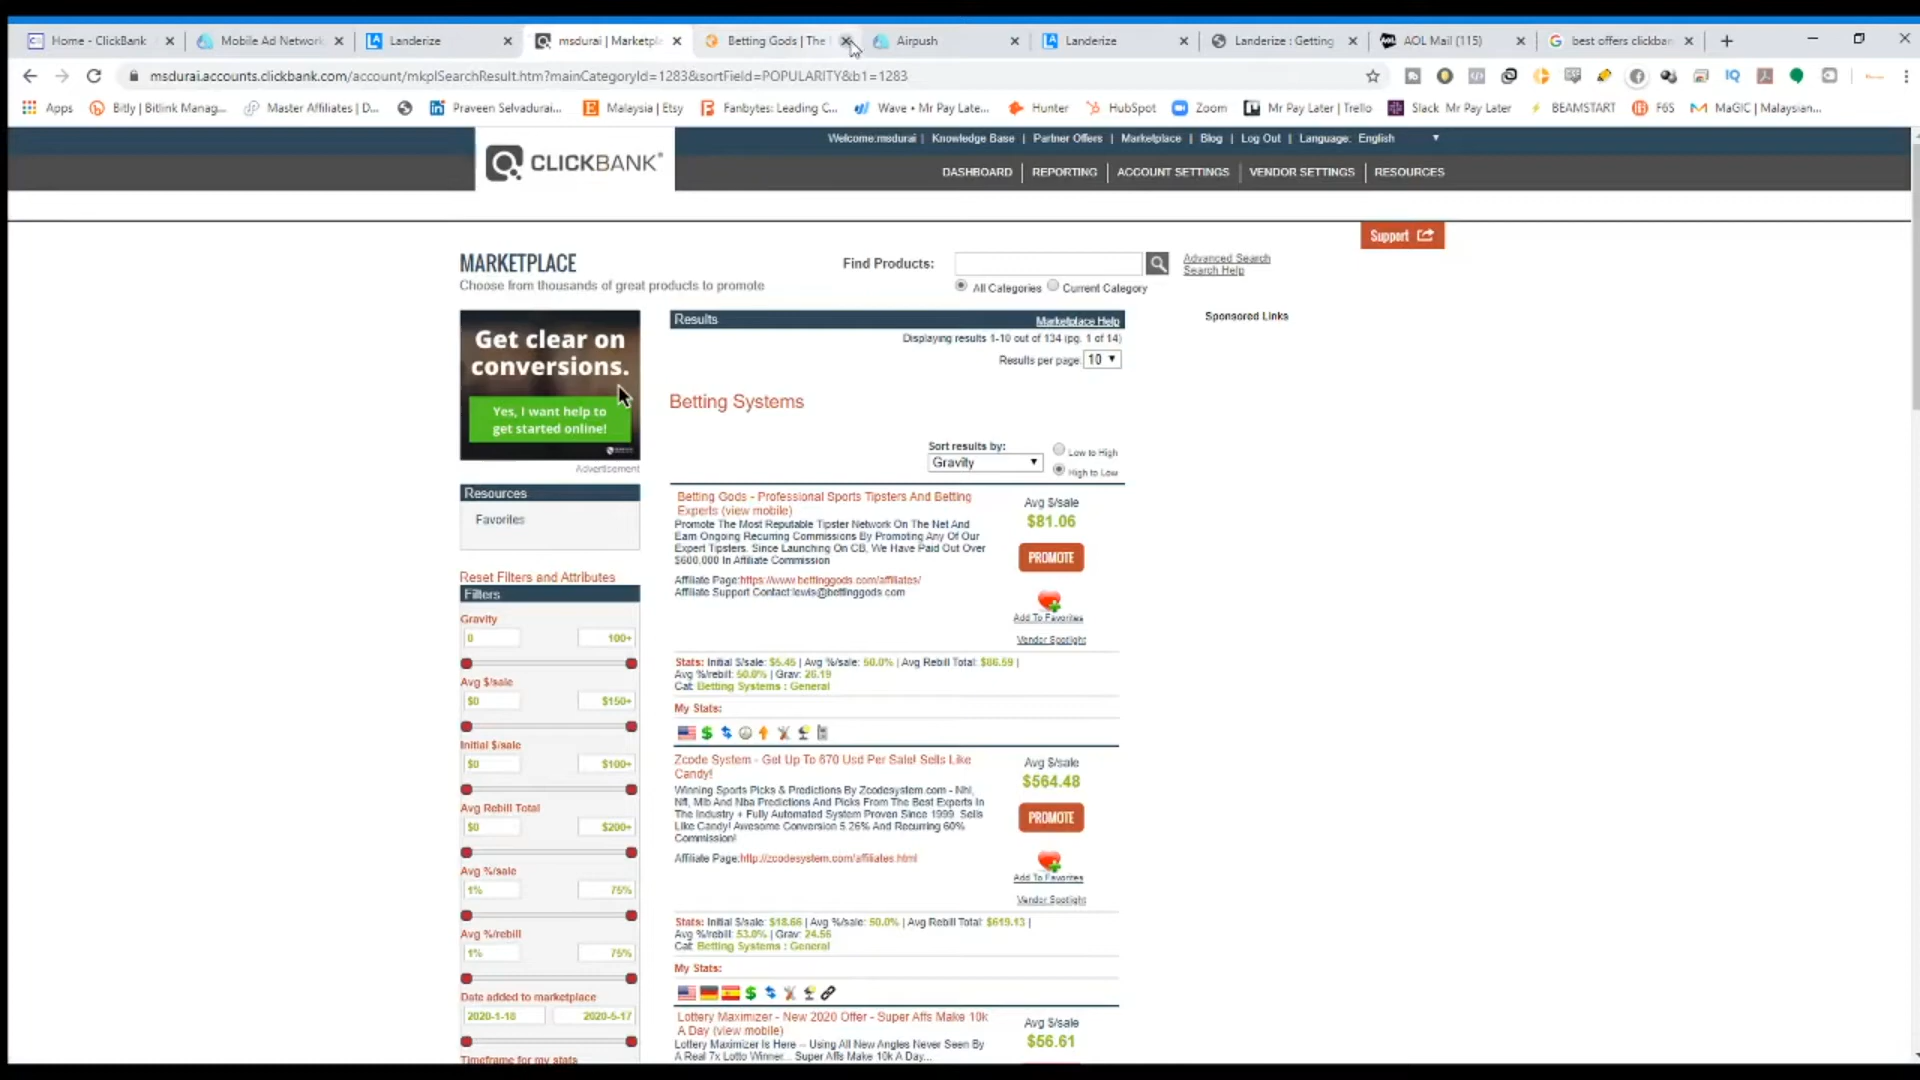 Home - ClickBank
Mobile Ad Network
Landerize
msdurai | Marketpl
Betting Gods | The
Airpush
Landerize
Landerize : Getting
AOL Mail (115)
best offers clickban
msdurai.accounts.clickbank.com/account/mkplSearchResult.htm?mainCategoryId=1283&sortField=POPULARITY&b1=1283
Apps
Bitly | Bitlink Manag...
Master Affiliates | D...
Praveen Selvadurai...
Malaysia | Etsy
Fanbytes: Leading C...
Wave • Mr Pay Late...
Hunter
HubSpot
Zoom
Mr Pay Later | Trello
Slack Mr Pay Later
BEAMSTART
F6S
MaGIC | Malaysian...
Welcome:msdurai | Knowledge Base | Partner Offers | Marketplace | Blog | Log Out | Language: English
CLICKBANK®
DASHBOARD | REPORTING | ACCOUNT SETTINGS | VENDOR SETTINGS | RESOURCES
Support
MARKETPLACE
Choose from thousands of great products to promote
Find Products:
Advanced Search
Search Help
All Categories Current Category
Get clear on
conversions.
Yes, I want help to
get started online!
Advertisement
Resources
Favorites
Reset Filters and Attributes
Filters
Gravity
0 100+
Avg $/sale
$0 $150+
Initial $/sale
$0 $100+
Avg Rebill Total
$0 $200+
Avg %/sale
1% 75%
Avg %/rebill
1% 75%
Date added to marketplace
2020-1-18 2020-5-17
Timeframe for my stats
Results Marketplace Help
Displaying results 1-10 out of 134 (pg. 1 of 14)
Results per page: 10
Betting Systems
Sort results by:
Gravity
Low to High
High to Low
Betting Gods - Professional Sports Tipsters And Betting
Experts (view mobile)
Promote The Most Reputable Tipster Network On The Net And
Earn Ongoing Recurring Commissions By Promoting Any Of Our
Expert Tipsters. Since Launching On CB, We Have Paid Out Over
$600,000 In Affiliate Commission
Affiliate Page:https://www.bettinggods.com/affiliates/
Affiliate Support Contact:lewis@bettinggods.com
Avg $/sale
$81.06
PROMOTE
Add To Favorites
Vendor Spotlight
Stats: Initial $/sale: $5.45 | Avg %/sale: 50.0% | Avg Rebill Total: $86.59 |
Avg %/rebill: 50.0% | Grav: 26.19
Cat: Betting Systems : General
My Stats:
Zcode System - Get Up To 670 Usd Per Sale! Sells Like
Candy!
Winning Sports Picks & Predictions By Zcodesystem.com - Nhl,
Nfl, Mlb And Nba Predictions And Picks From The Best Experts In
The Industry + Fully Automated System Proven Since 1999. Sells
Like Candy! Awesome Conversion 5.26% And Recurring 60%
Commission!
Affiliate Page:http://zcodesystem.com/affiliates.html
Avg $/sale
$564.48
PROMOTE
Add To Favorites
Vendor Spotlight
Stats: Initial $/sale: $18.66 | Avg %/sale: 50.0% | Avg Rebill Total: $619.13 |
Avg %/rebill: 53.0% | Grav: 24.56
Cat: Betting Systems : General
My Stats:
Lottery Maximizer - New 2020 Offer - Super Affs Make 10k
A Day (view mobile)
Lottery Maximizer Is Here -- Using All New Angles Never Seen By
A Real 7x Lotto Winner... Super Affs Make 10k A Day...
Avg $/sale
$56.61
Sponsored Links